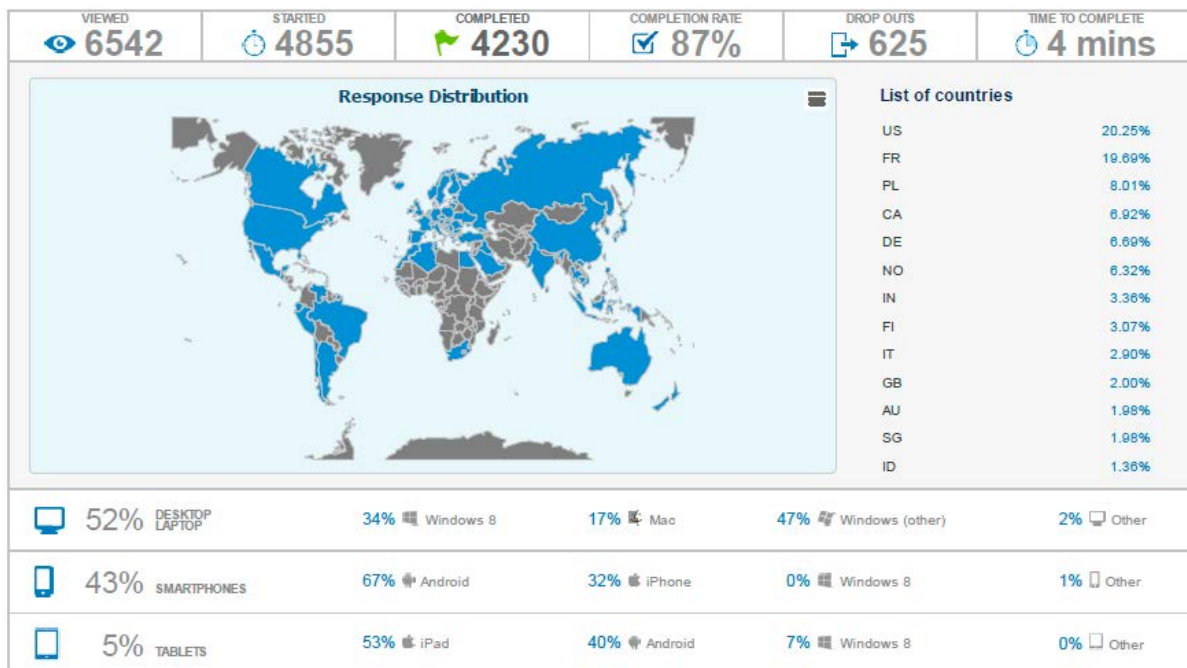 VIEWED
6542
STARTED
4855
COMPLETED
4230
COMPLETION RATE
87%
DROP OUTS
625
TIME TO COMPLETE
4 mins
Response Distribution
List of countries
US 20.25%
FR 19.69%
PL 8.01%
CA 6.92%
DE 6.69%
NO 6.32%
IN 3.36%
FI 3.07%
IT 2.90%
GB 2.00%
AU 1.98%
SG 1.98%
ID 1.36%
52% DESKTOP
LAPTOP
34% Windows 8
17% Mac
47% Windows (other)
2% Other
43% SMARTPHONES
67% Android
32% iPhone
0% Windows 8
1% Other
5% TABLETS
53% iPad
40% Android
7% Windows 8
0% Other